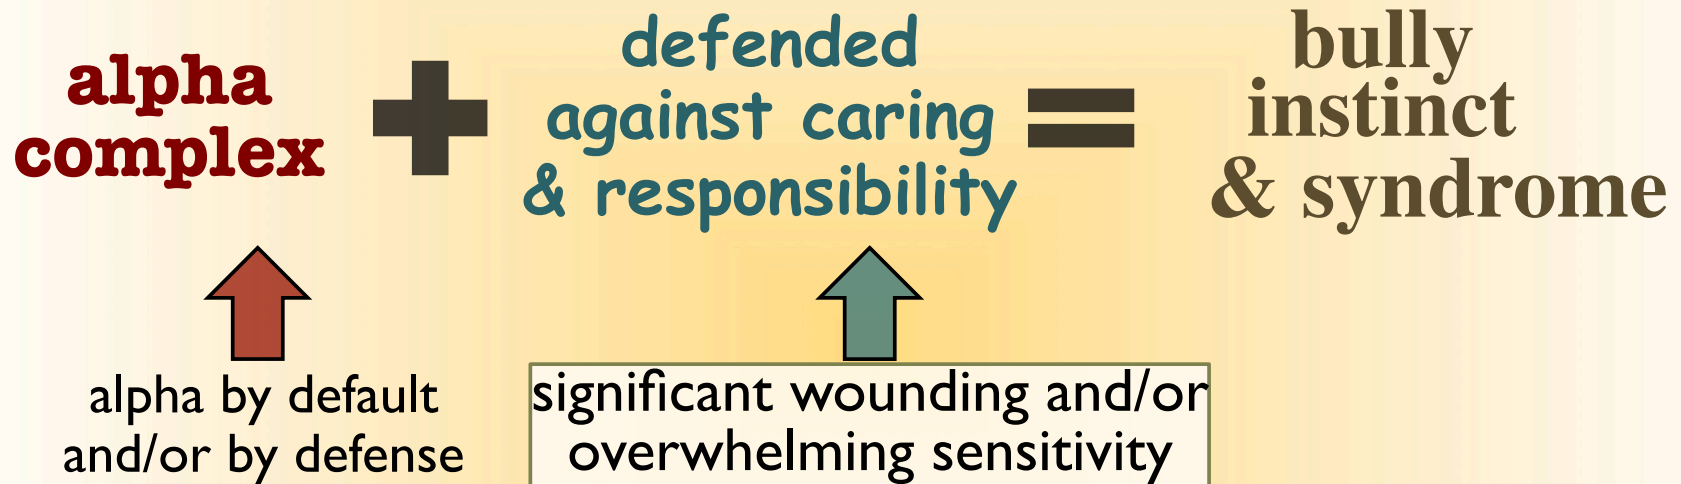 alpha
complex
+
defended
against caring
& responsibility
=
bully
instinct
& syndrome
alpha by default
and/or by defense
significant wounding and/or
overwhelming sensitivity